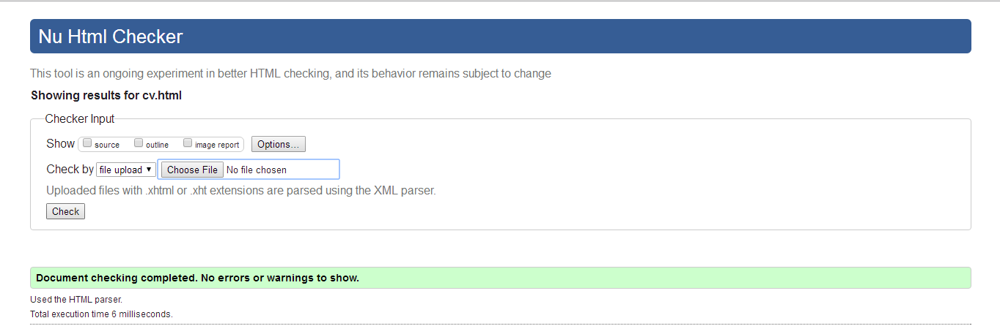 Nu Html Checker
This tool is an ongoing experiment in better HTML checking, and its behavior remains subject to change
Showing results for cv.html
Checker Input
Show source outline image report Options...
Check by file upload Choose File No file chosen
Uploaded files with .xhtml or .xht extensions are parsed using the XML parser.
Check
Document checking completed. No errors or warnings to show.
Used the HTML parser.
Total execution time 6 milliseconds.